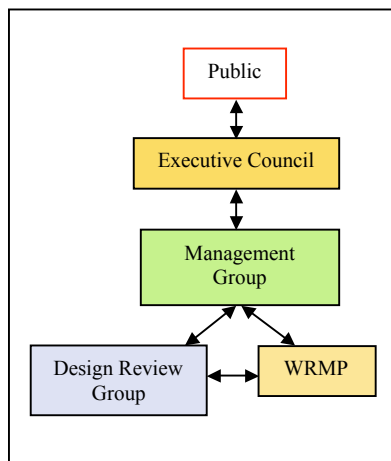 Public
Executive Council
Management
Group
Design Review
Group
WRMP